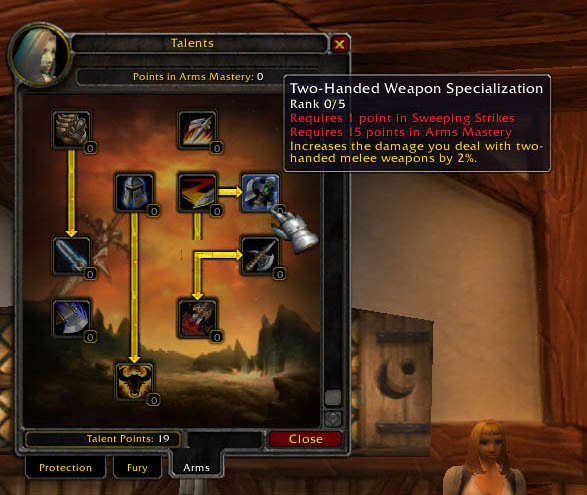 Talents
Points in Arms Mastery: 0
Two-Handed Weapon Specialization
Rank 0/5
Requires 1 point in Sweeping Strikes
Requires 15 points in Arms Mastery
Increases the damage you deal with two-
handed melee weapons by 2%.
0 0
0 0 0
0 0
0 0
0
Talent Points: 19
Close
Protection Fury Arms